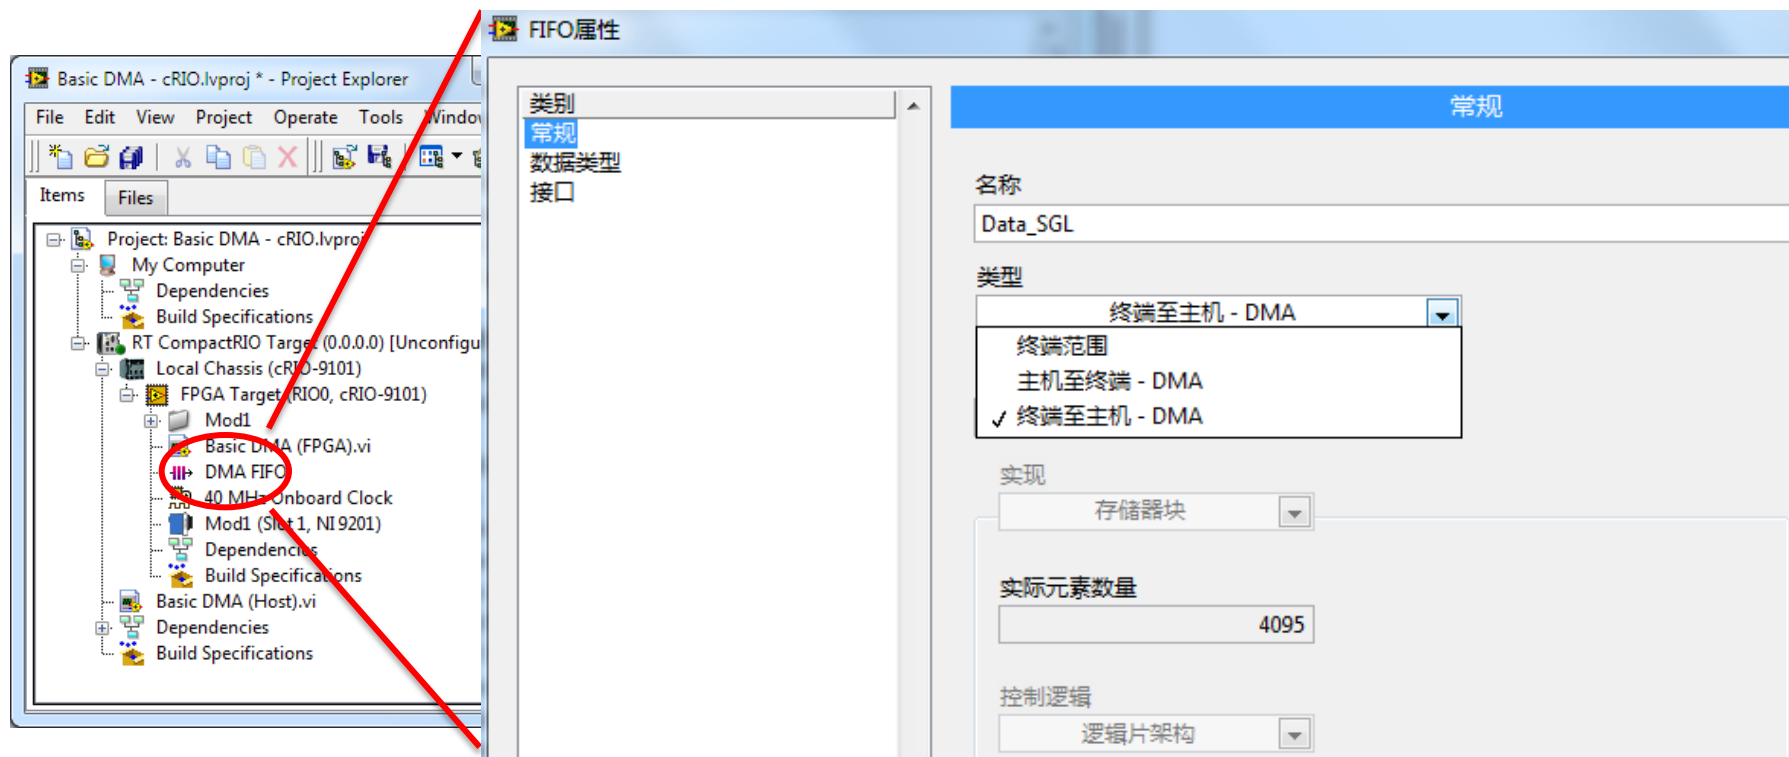 Basic DMA - cRIO.lvproj * - Project Explorer
File Edit View Project Operate Tools Windo
Items Files
Project: Basic DMA - cRIO.lvproj
My Computer
Dependencies
Build Specifications
RT CompactRIO Target (0.0.0.0) [Unconfigu
Local Chassis (cRIO-9101)
FPGA Target (RIO0, cRIO-9101)
Mod1
Basic DMA (FPGA).vi
DMA FIFO
40 MHz Onboard Clock
Mod1 (Slot 1, NI 9201)
Dependencies
Build Specifications
Basic DMA (Host).vi
Dependencies
Build Specifications
FIFO属性
类别
常规
数据类型
接口
常规
名称
Data_SGL
类型
终端至主机 - DMA
终端范围
主机至终端 - DMA
✓ 终端至主机 - DMA
实现
存储器块
实际元素数量
4095
控制逻辑
逻辑片架构